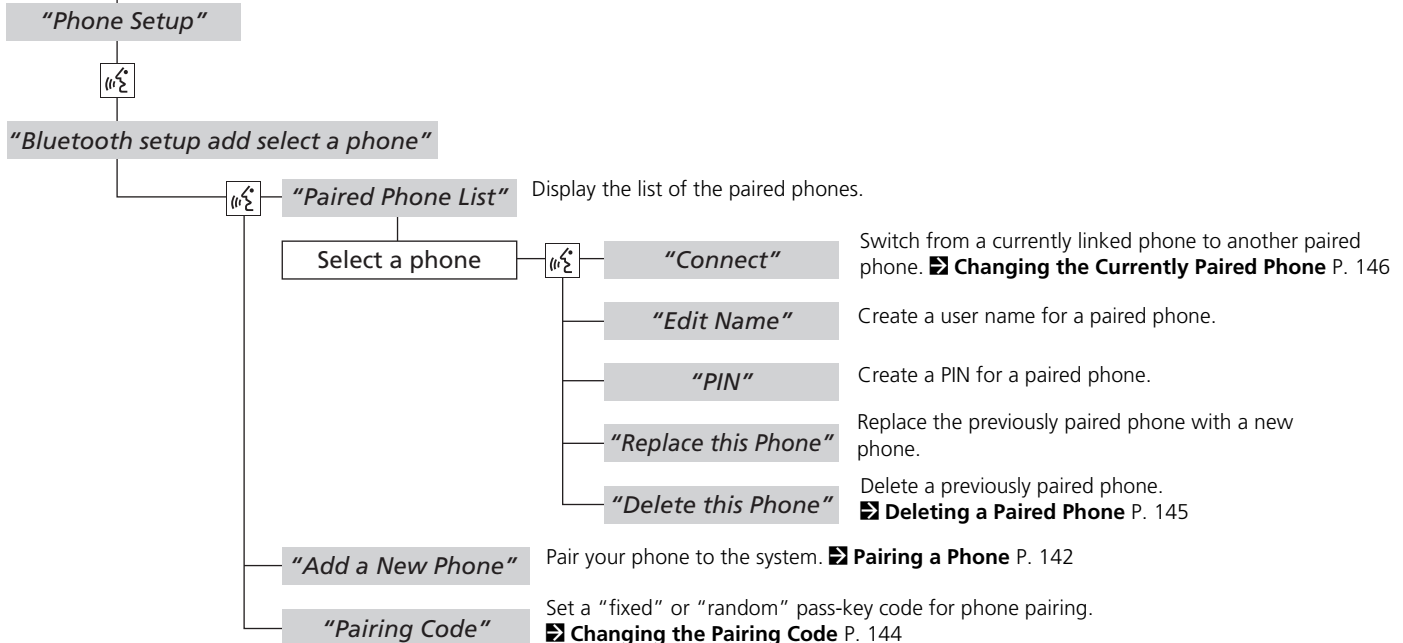 “Phone Setup”
“Bluetooth setup add select a phone”
“Paired Phone List” Display the list of the paired phones.
Select a phone
“Connect” Switch from a currently linked phone to another paired
phone. Changing the Currently Paired Phone P. 146
“Edit Name” Create a user name for a paired phone.
“PIN” Create a PIN for a paired phone.
“Replace this Phone” Replace the previously paired phone with a new
phone.
“Delete this Phone” Delete a previously paired phone.
Deleting a Paired Phone P. 145
“Add a New Phone” Pair your phone to the system. Pairing a Phone P. 142
“Pairing Code” Set a “fixed” or “random” pass-key code for phone pairing.
Changing the Pairing Code P. 144